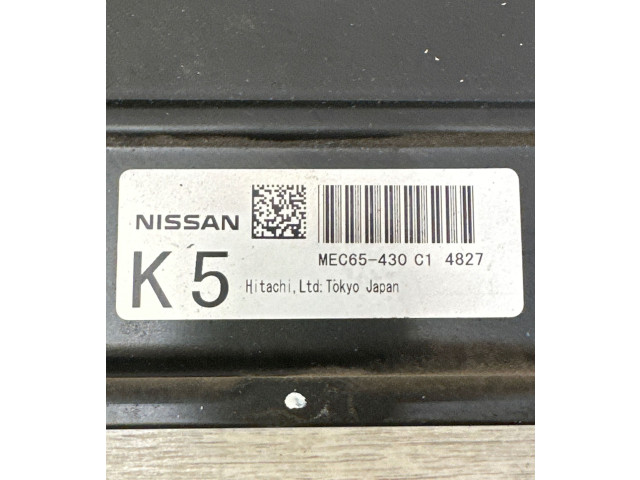 NISSAN
MEC65-430 C1 4827
K5
Hitachi,Ltd:Tokyo Japan